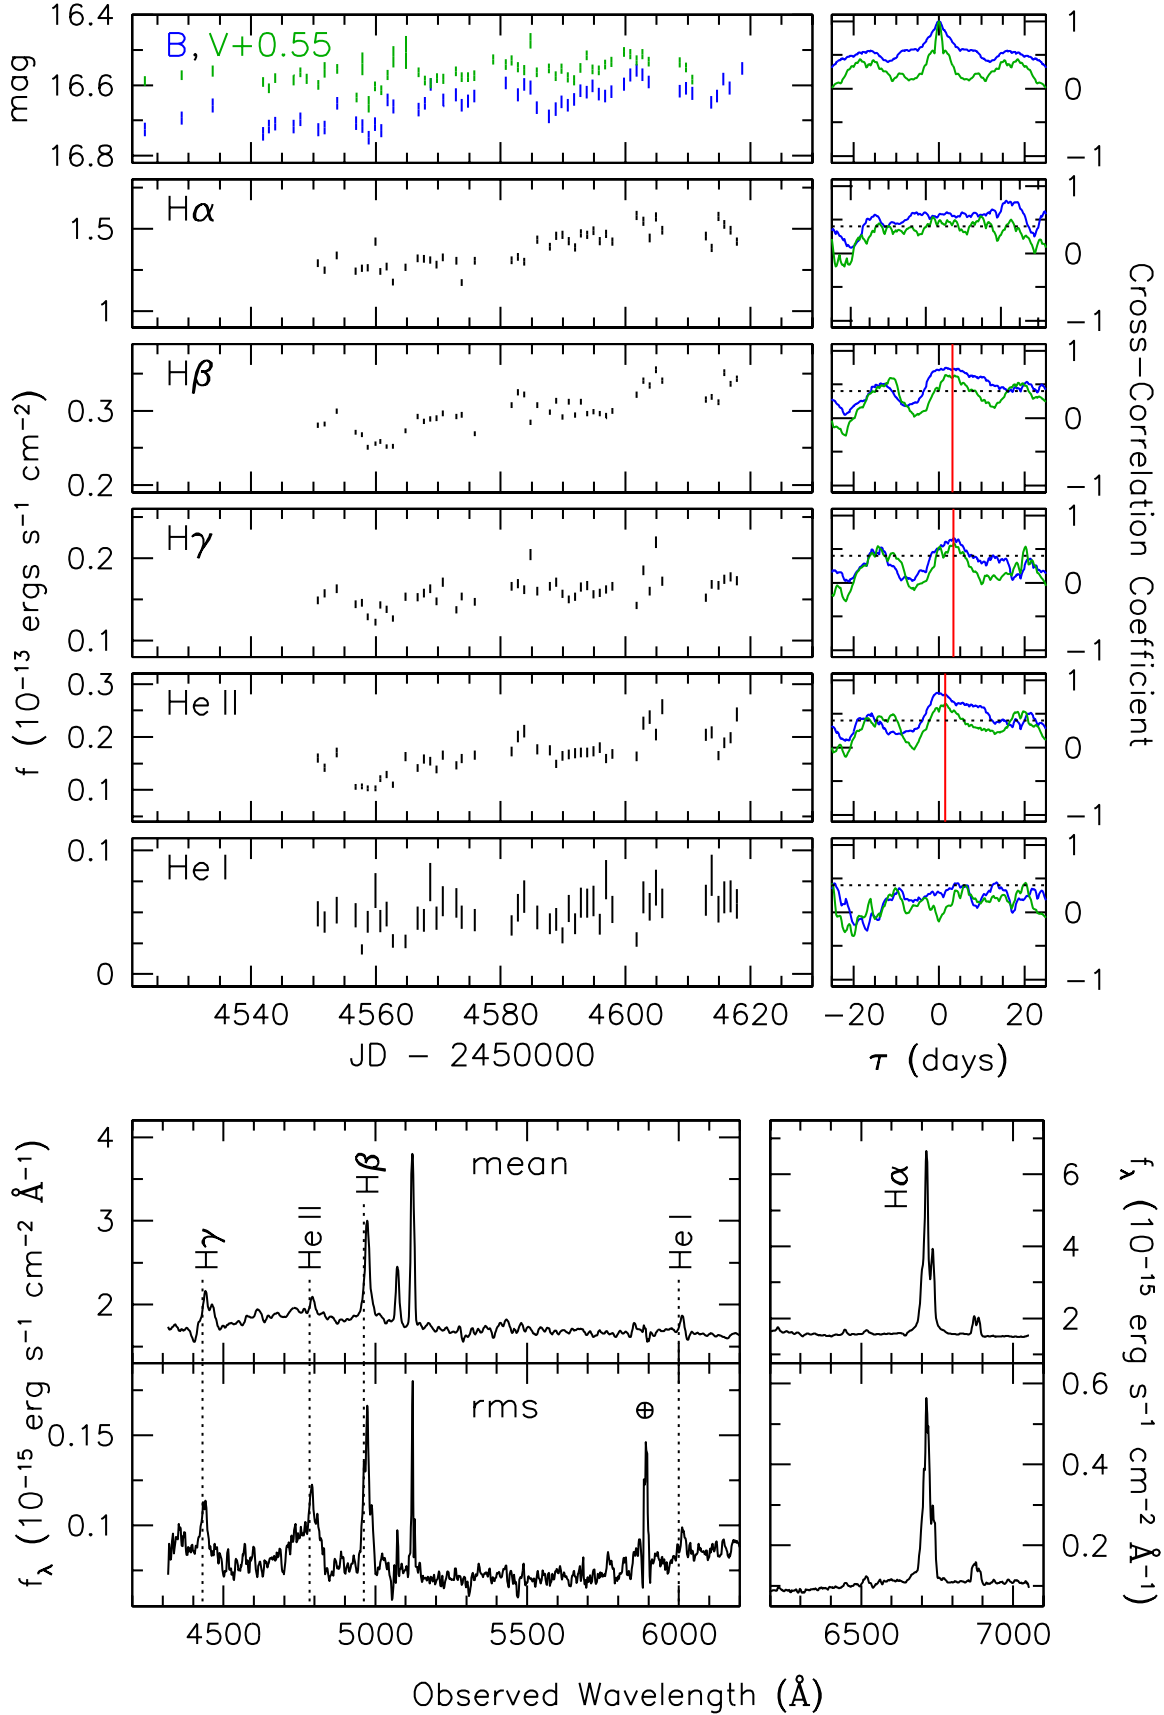 16.4
16.6
16.8
mag
B, V+0.55
1
0
−1
Hα
1.5
1
1
0
−1
Hβ
0.3
0.2
1
0
−1
Hγ
0.2
0.1
1
0
−1
He II
0.3
0.2
0.1
1
0
−1
He I
0.1
0
1
0
−1
f (10⁻¹³ ergs s⁻¹ cm⁻²)
Cross−Correlation Coefficient
4540 4560 4580 4600 4620
−20 0 20
JD − 2450000
τ (days)
4
3
2
mean
Hγ
He II
Hβ
He I
Hα
6
4
2
rms
⊕
0.15
0.1
0.6
0.4
0.2
f_λ (10⁻¹⁵ erg s⁻¹ cm⁻² Å⁻¹)
f_λ (10⁻¹⁵ erg s⁻¹ cm⁻² Å⁻¹)
4500 5000 5500 6000
6500 7000
Observed Wavelength (Å)